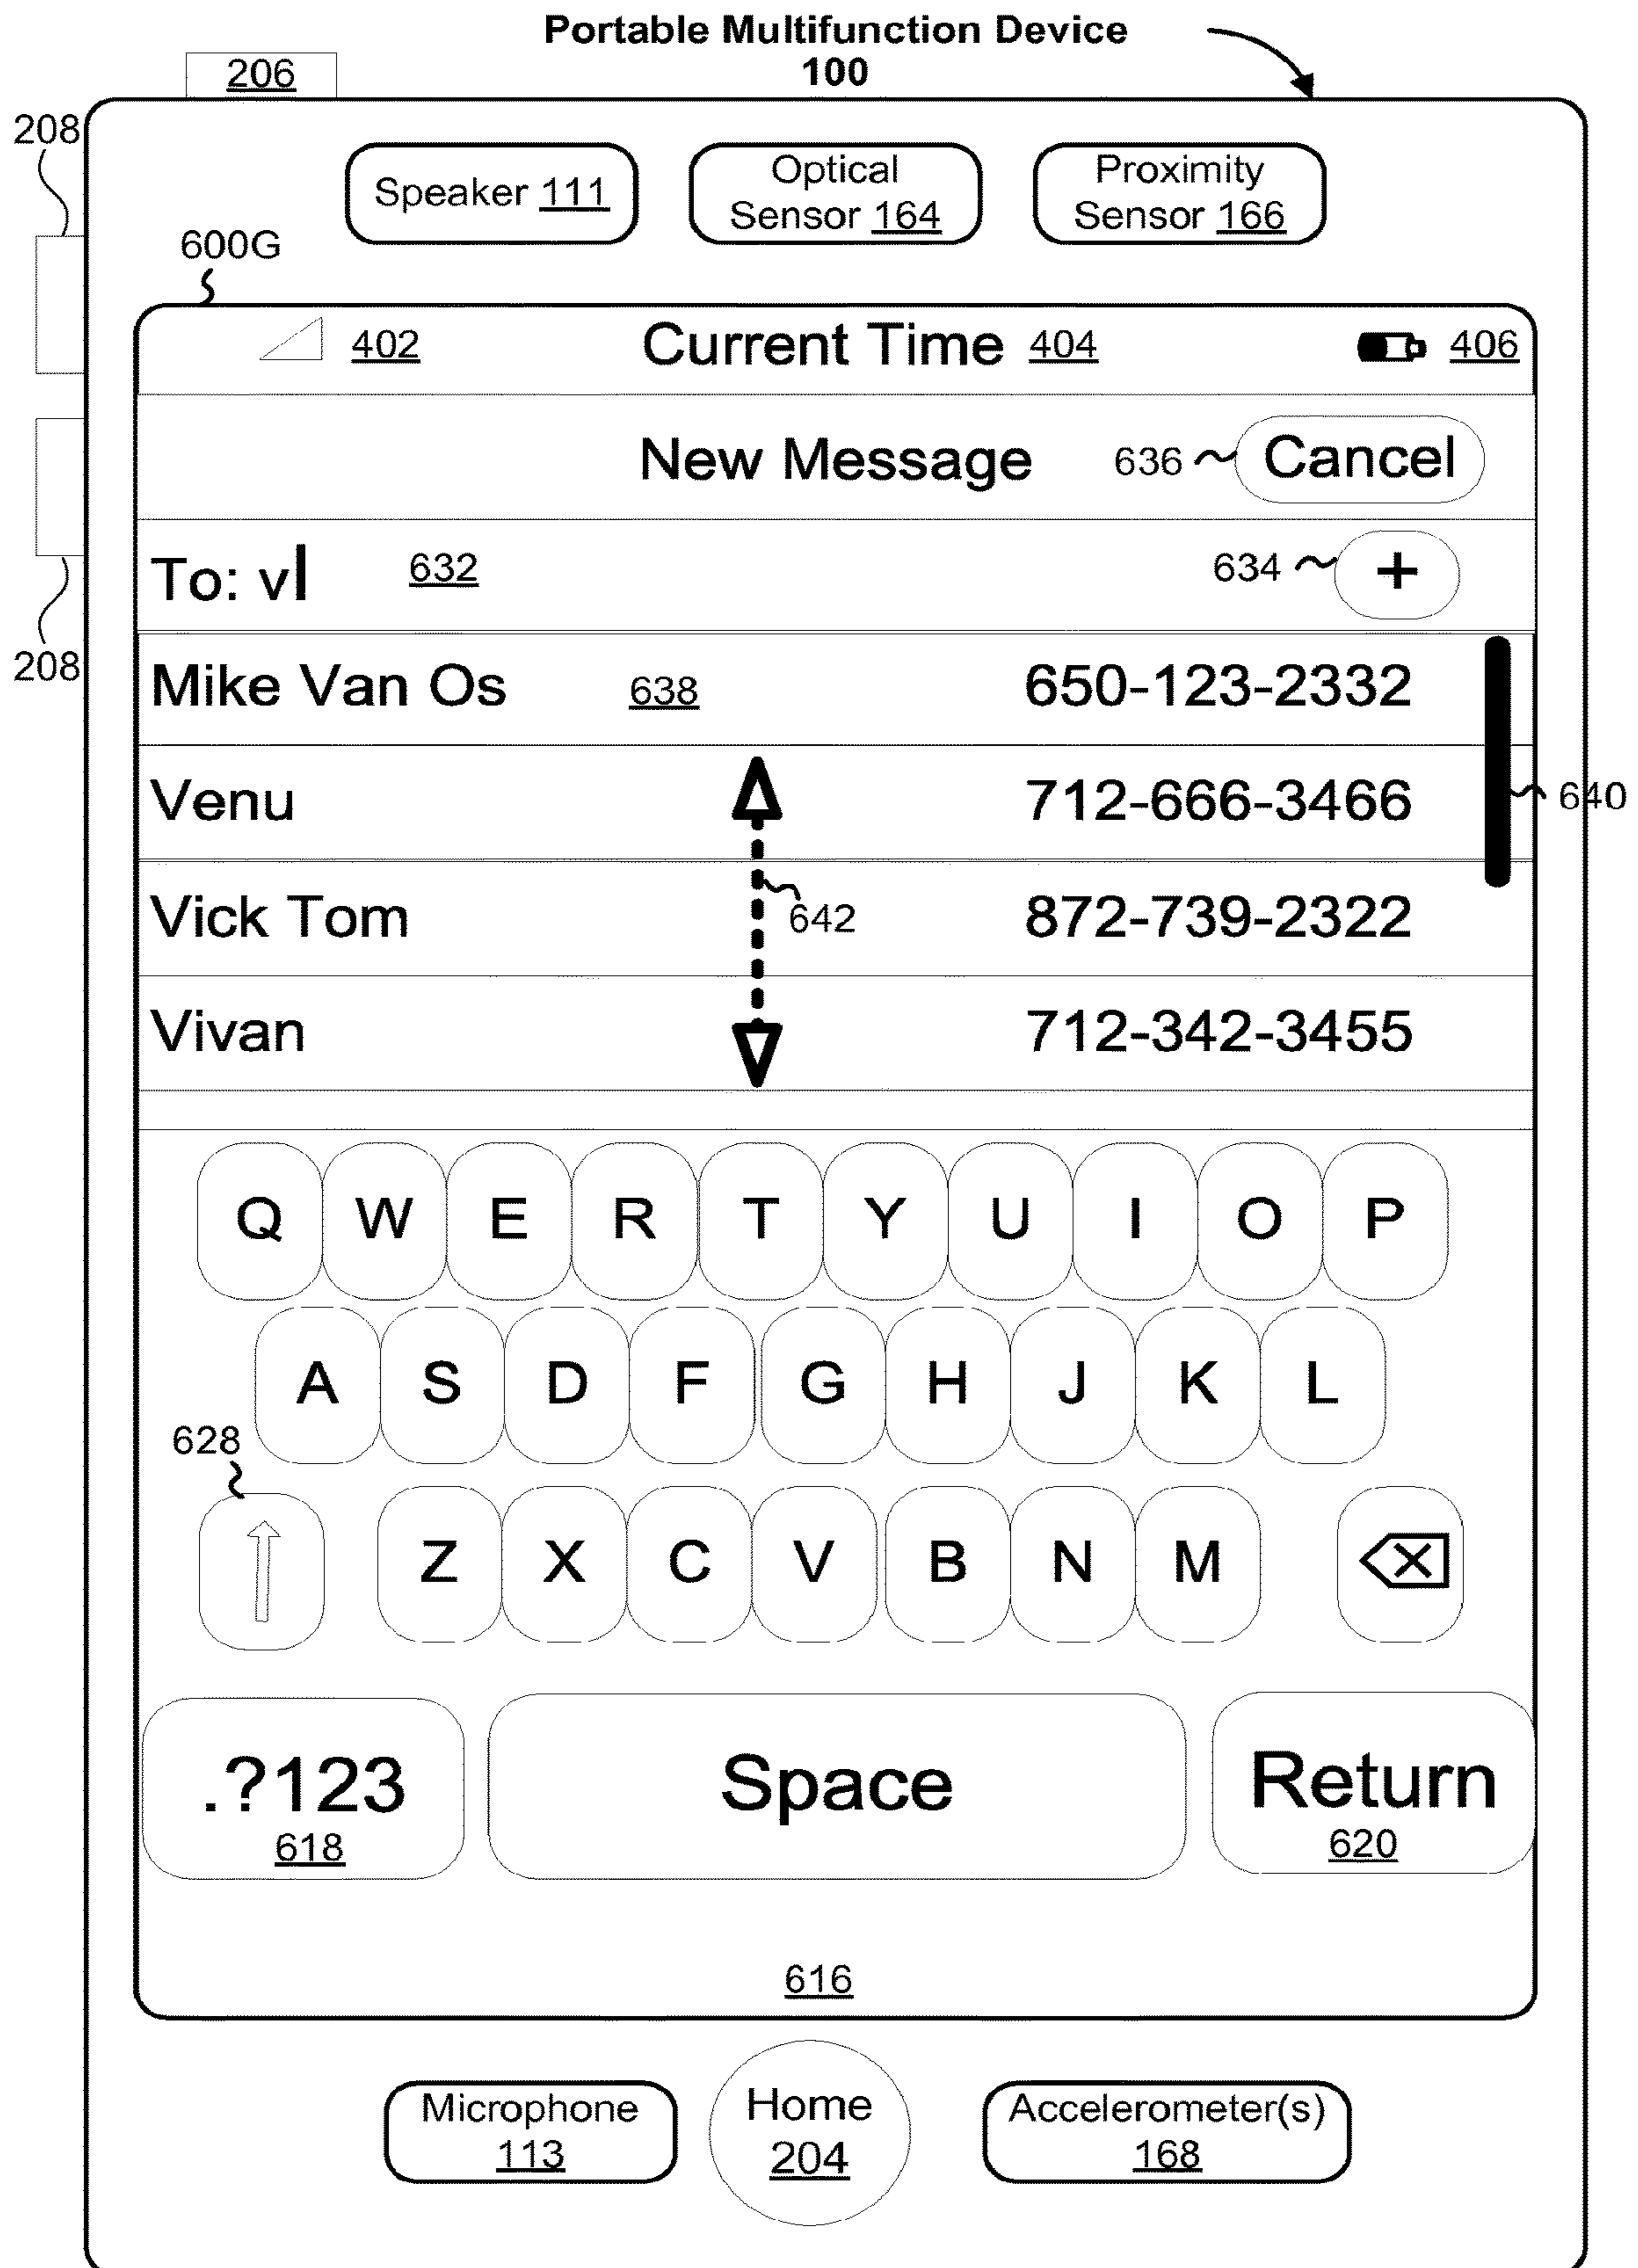 Portable Multifunction Device
100
206
208
Speaker 111
Optical
Sensor 164
Proximity
Sensor 166
600G
402 Current Time 404 406
New Message 636 Cancel
To: v 632 634 +
208
Mike Van Os 638 650-123-2332
Venu 712-666-3466 640
Vick Tom 642 872-739-2322
Vivan 712-342-3455
Q W E R T Y U I O P
A S D F G H J K L
628
Z X C V B N M
.?123 Space Return
618 620
616
Microphone
113
Home
204
Accelerometer(s)
168